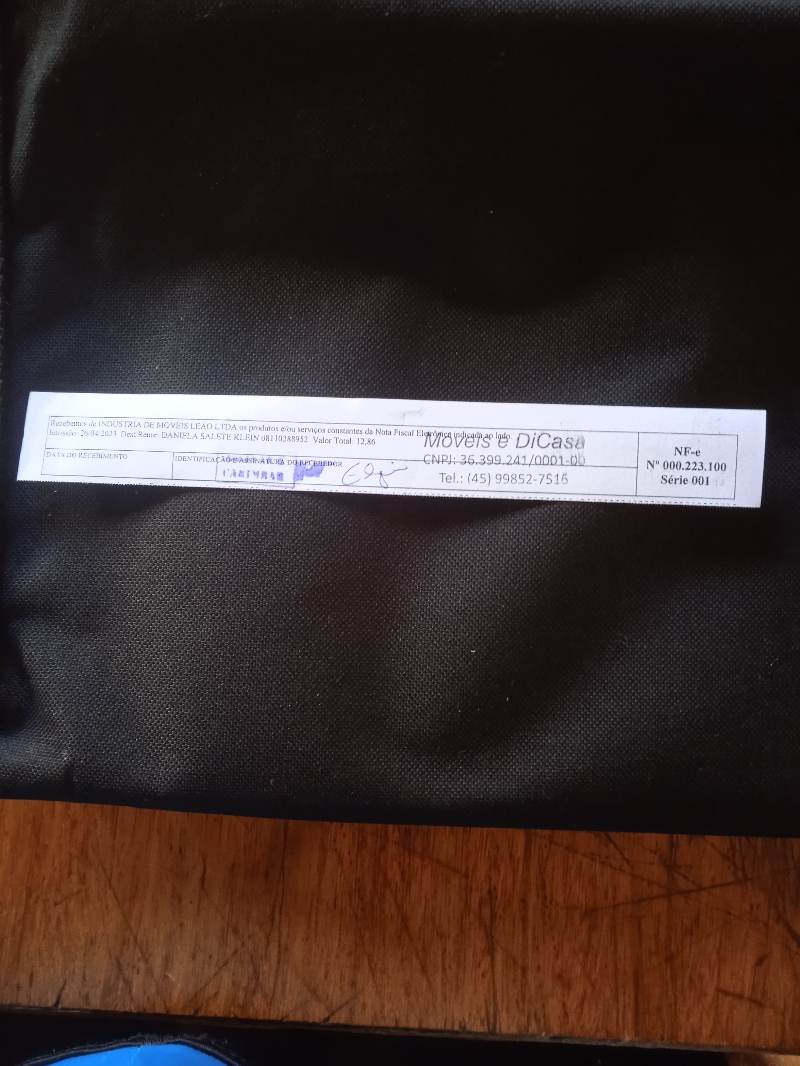 Recebemos de INDUSTRIA DE MOVEIS LEAO LTDA os produtos e/ou serviços constantes da Nota Fiscal Eletrônica indicada ao lado.
Emissão: 26/04/2023 Dest/Reme: DANIELA SALETE KLEIN 08110288952 Valor Total: 12,86
DATA DO RECEBIMENTO
IDENTIFICAÇÃO E ASSINATURA DO RECEBEDOR
Móveis e DiCasa
CNPJ: 36.399.241/0001-00
Tel.: (45) 99852-7516
NF-e
Nº 000.223.100
Série 001